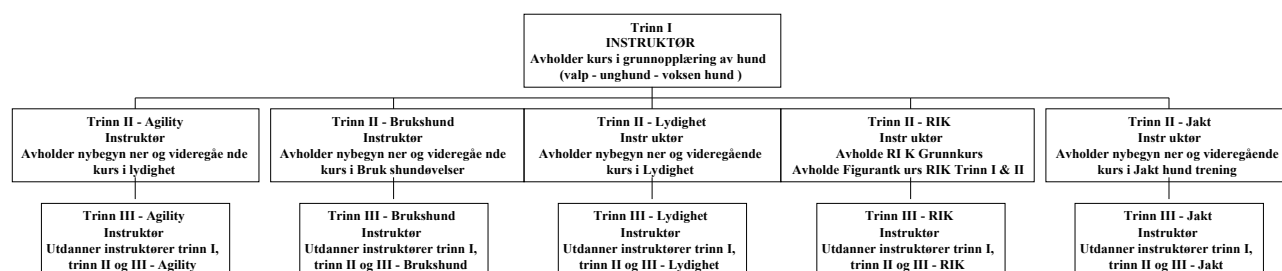 Trinn I
INSTRUKTØR
Avholder kurs i grunnopplæring av hund
(valp - unghund - voksen hund )
Trinn II - Agility
Instruktør
Avholder nybegyn ner og videregåe nde
kurs i lydighet
Trinn II - Brukshund
Instruktør
Avholder nybegyn ner og videregåe nde
kurs i Bruk shundøvelser
Trinn II - Lydighet
Instr uktør
Avholder nybegyn ner og videregående
kurs i Lydighet
Trinn II - RIK
Instr uktør
Avholde RI K Grunnkurs
Avholde Figurantk urs RIK Trinn I & II
Trinn II - Jakt
Instr uktør
Avholder nybegyn ner og videregående
kurs i Jakt hund trening
Trinn III - Agility
Instruktør
Utdanner instruktører trinn I,
trinn II og III - Agility
Trinn III - Brukshund
Instruktør
Utdanner instruktører trinn I,
trinn II og III - Brukshund
Trinn III - Lydighet
Instruktør
Utdanner instruktører trinn I,
trinn II og III - Lydighet
Trinn III - RIK
Instruktør
Utdanner instruktører trinn I,
trinn II og III - RIK
Trinn III - Jakt
Instruktør
Utdanner instruktører trinn I,
trinn II og III - Jakt